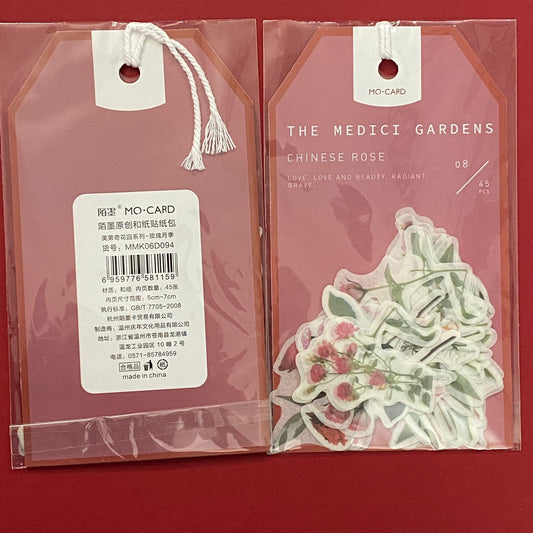 陌墨® MO·CARD
陌墨原创和纸贴纸包
美第奇花园系列-玫瑰月季
货号：MMK06D094
6 959776 581159
材质：和纸 内页数量：45张
内页尺寸范围：5cm-7cm
执行标准：GB/T 7705-2008
杭州陌墨卡贸易有限公司
制造商：温州庆年文化用品有限公司
地址：浙江省温州市苍南县龙港镇
温龙工业园区 10 幢 2 号
电话：0571-85784959
合格品
made in china
MO·CARD
THE MEDICI GARDENS
CHINESE ROSE
LOVE, LOVE AND BEAUTY, RADIANT,
BRAVE.
08
45
PCS